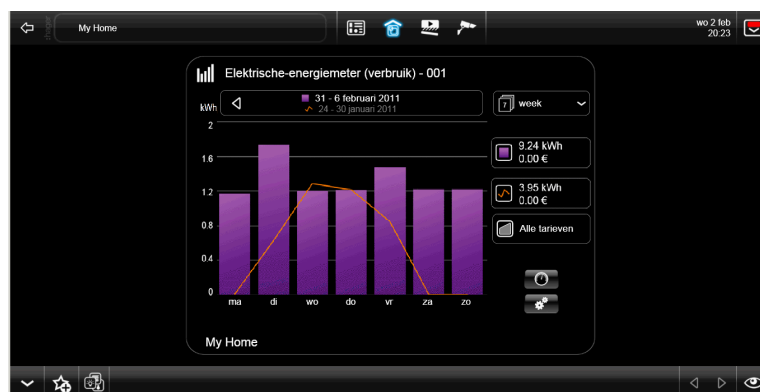 My Home
wo 2 feb
20:23
Elektrische-energiemeter (verbruik) - 001
kWh
31 - 6 februari 2011
24 - 30 januari 2011
7
week
2
1.6
1.2
0.8
0.4
0
ma di wo do vr za zo
9.24 kWh
0.00 €
3.95 kWh
0.00 €
Alle tarieven
My Home